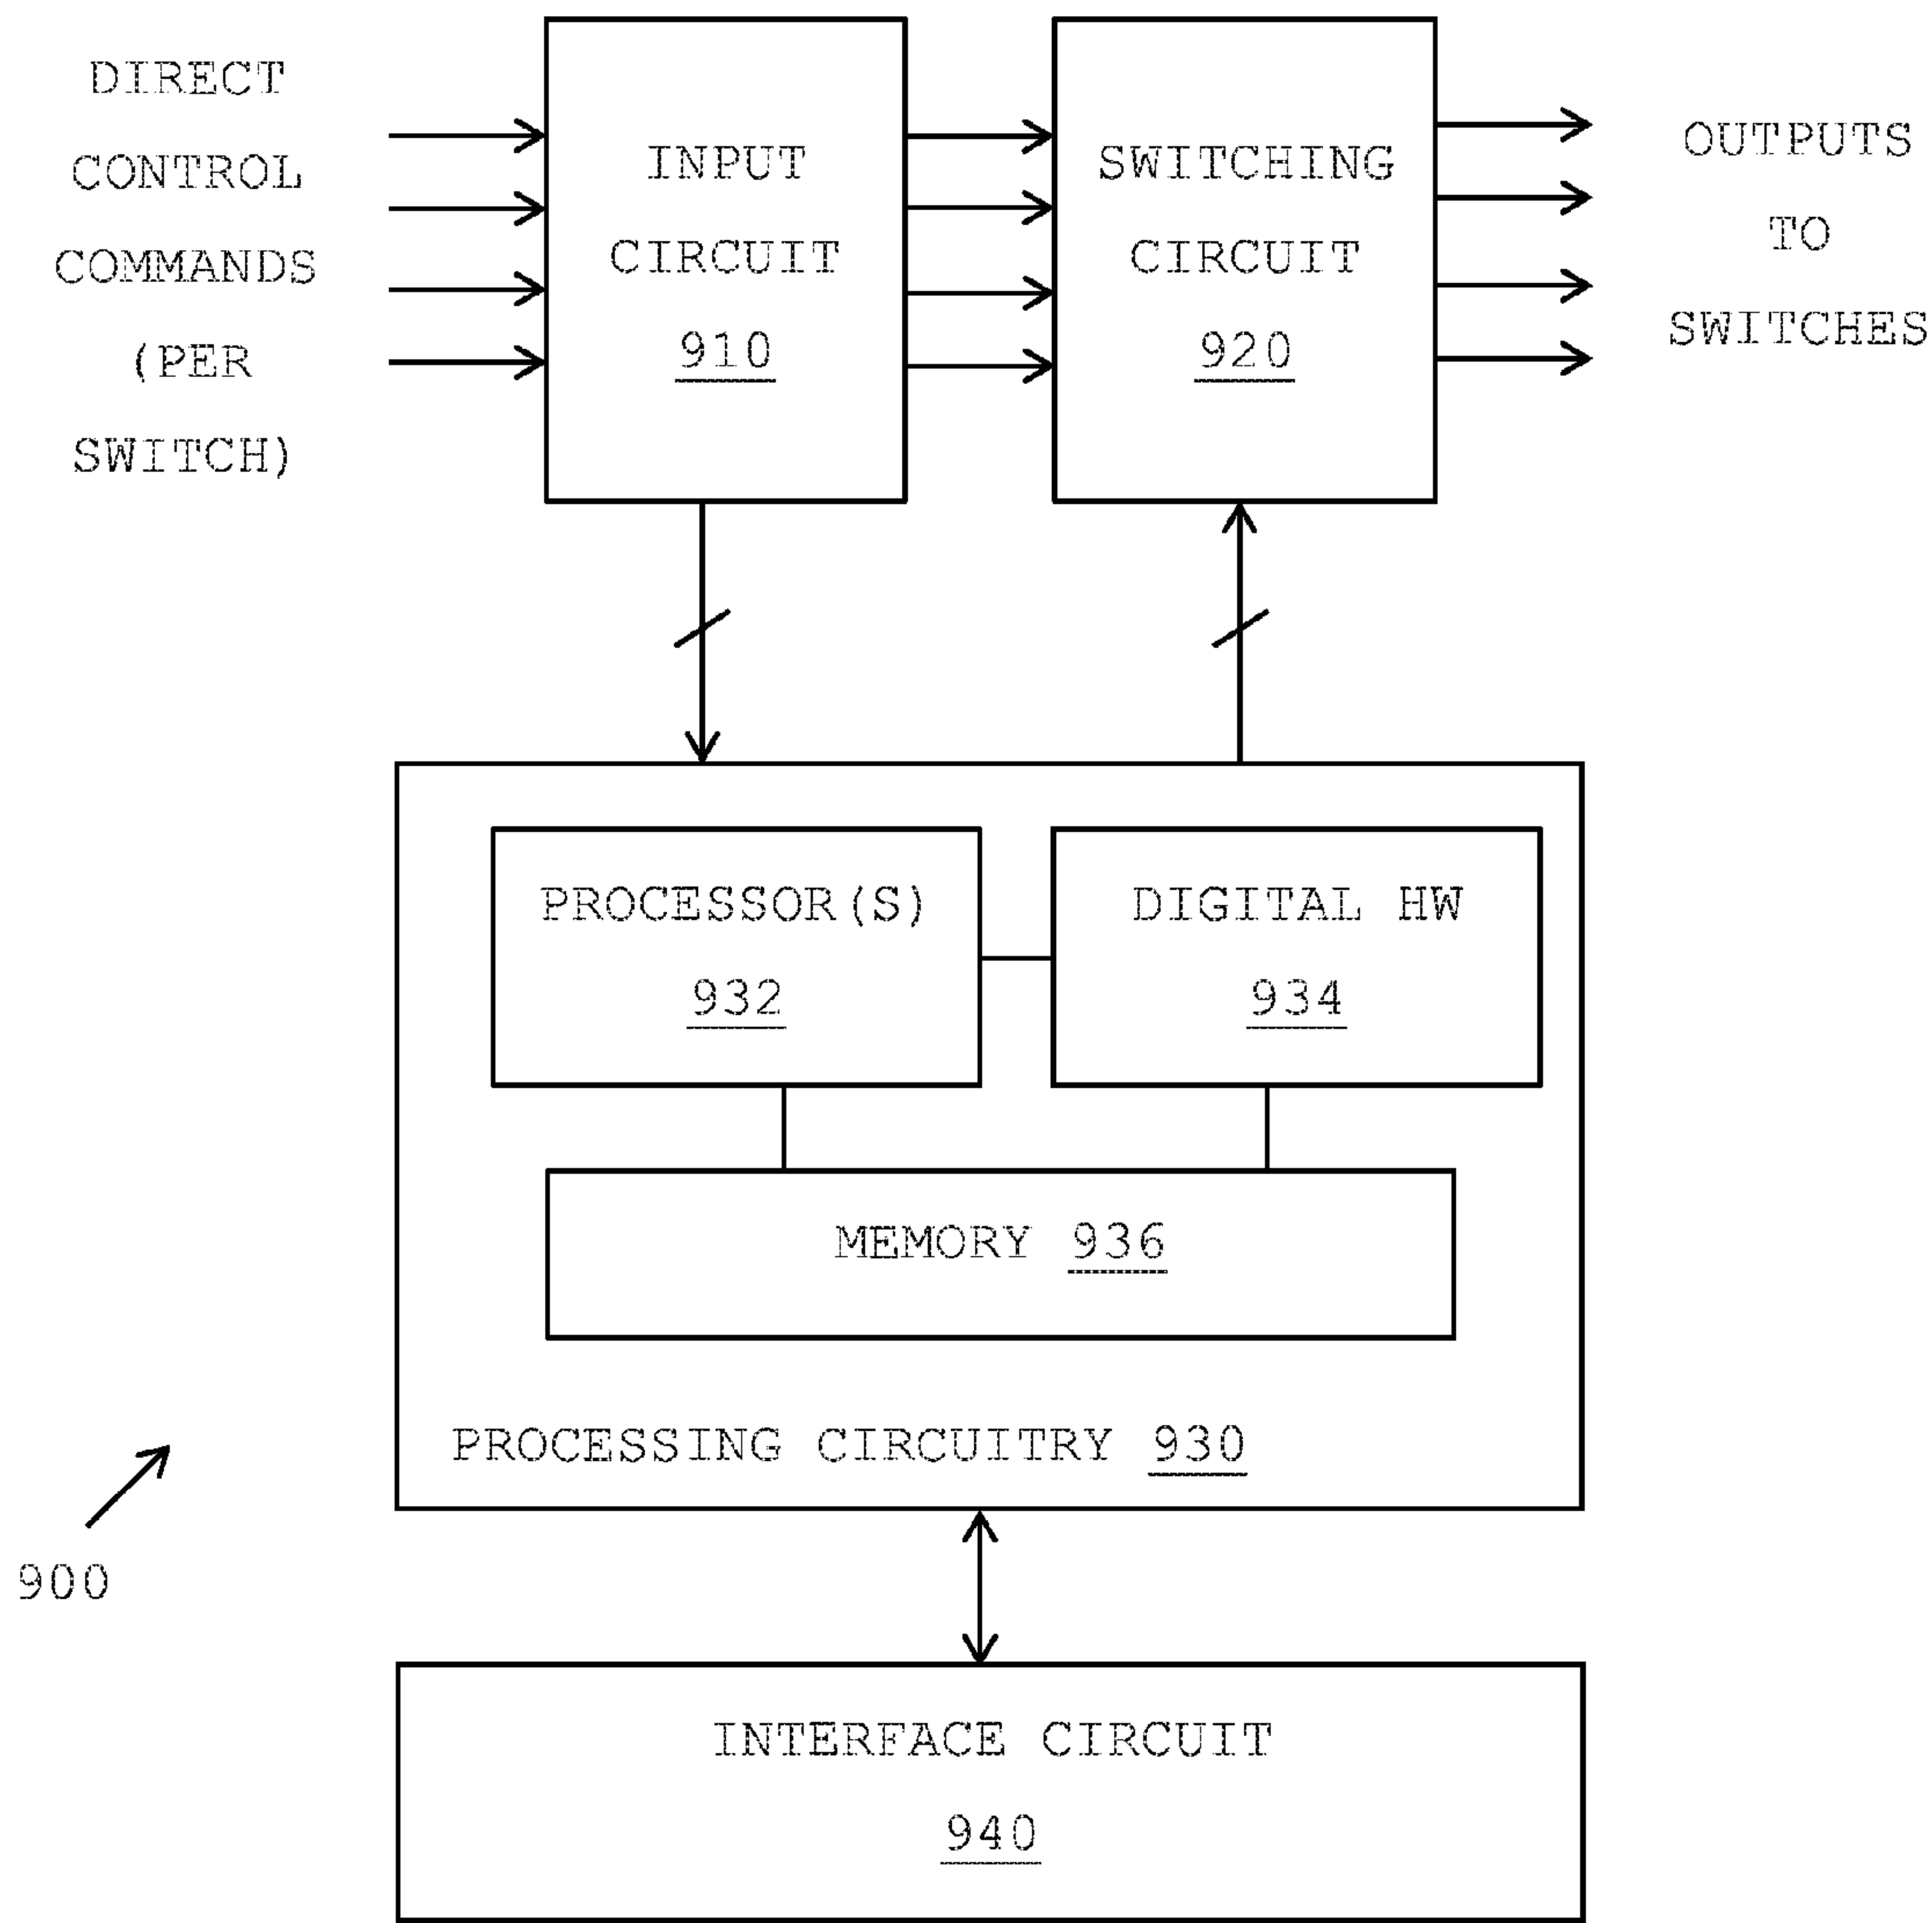 DIRECT
CONTROL
COMMANDS
(PER
SWITCH)
INPUT
CIRCUIT
910
SWITCHING
CIRCUIT
920
OUTPUTS
TO
SWITCHES
PROCESSOR(S)
932
DIGITAL HW
934
MEMORY 936
PROCESSING CIRCUITRY 930
900
INTERFACE CIRCUIT
940